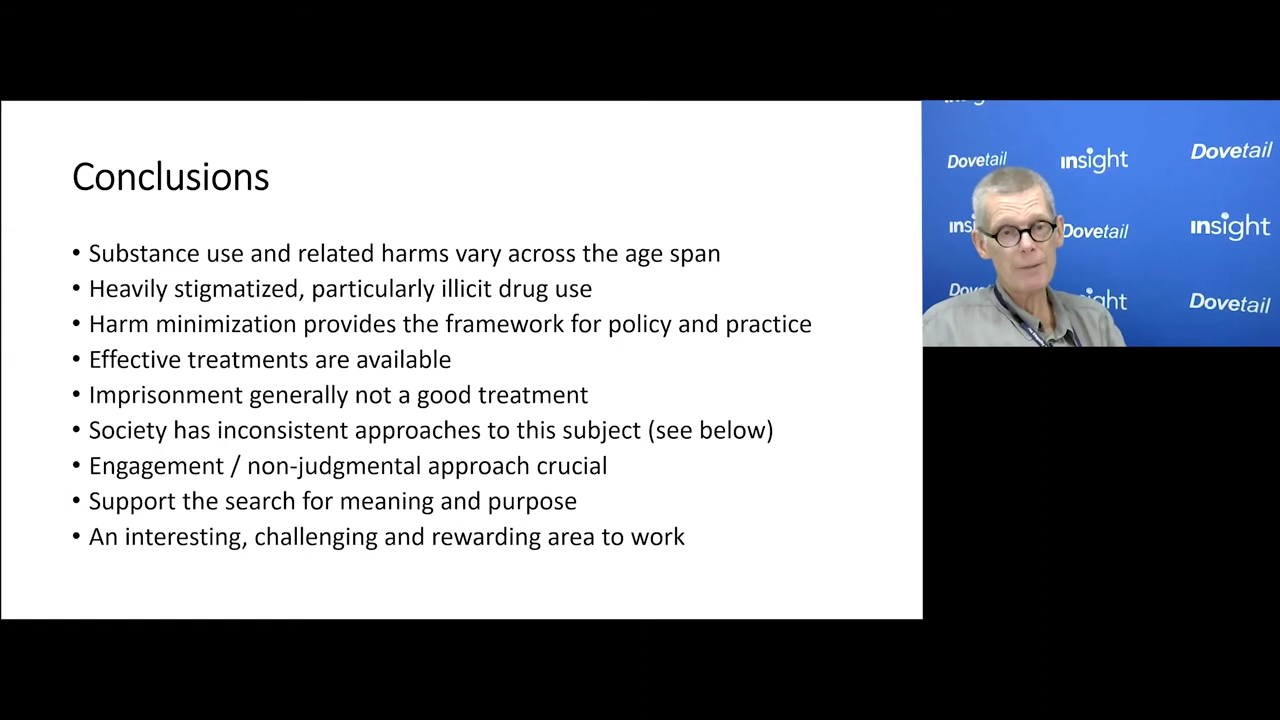 Conclusions
• Substance use and related harms vary across the age span
• Heavily stigmatized, particularly illicit drug use
• Harm minimization provides the framework for policy and practice
• Effective treatments are available
• Imprisonment generally not a good treatment
• Society has inconsistent approaches to this subject (see below)
• Engagement / non-judgmental approach crucial
• Support the search for meaning and purpose
• An interesting, challenging and rewarding area to work
Dovetail insight Dovetail
Dovetail insight
Dovetail